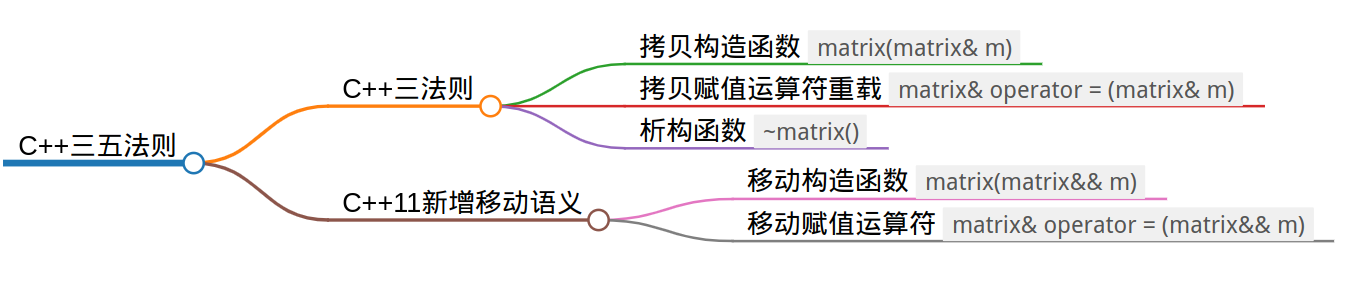 C++三五法则
C++三法则
拷贝构造函数 matrix(matrix& m)
拷贝赋值运算符重载 matrix& operator = (matrix& m)
析构函数 ~matrix()
C++11新增移动语义
移动构造函数 matrix(matrix&& m)
移动赋值运算符 matrix& operator = (matrix&& m)